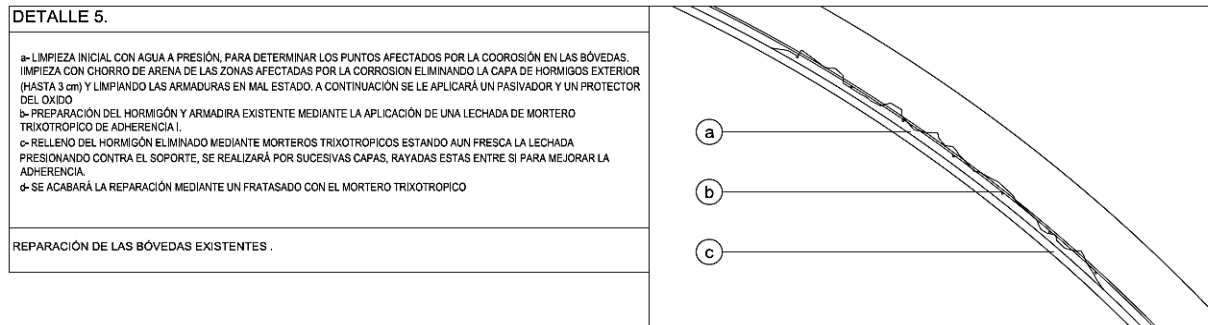 DETALLE 5.
a- LIMPIEZA INICIAL CON AGUA A PRESIÓN, PARA DETERMINAR LOS PUNTOS AFECTADOS POR LA COOROSIÓN EN LAS BÓVEDAS.
IIMPIEZA CON CHORRO DE ARENA DE LAS ZONAS AFECTADAS POR LA CORROSION ELIMINANDO LA CAPA DE HORMIGOS EXTERIOR
(HASTA 3 cm) Y LIMPIANDO LAS ARMADURAS EN MAL ESTADO. A CONTINUACIÓN SE LE APLICARÁ UN PASIVADOR Y UN PROTECTOR
DEL OXIDO
b- PREPARACIÓN DEL HORMIGÓN Y ARMADIRA EXISTENTE MEDIANTE LA APLICACIÓN DE UNA LECHADA DE MORTERO
TRIXOTROPICO DE ADHERENCIA I.
c- RELLENO DEL HORMIGÓN ELIMINADO MEDIANTE MORTEROS TRIXOTROPICOS ESTANDO AUN FRESCA LA LECHADA
PRESIONANDO CONTRA EL SOPORTE, SE REALIZARÁ POR SUCESIVAS CAPAS, RAYADAS ESTAS ENTRE SI PARA MEJORAR LA
ADHERENCIA.
d- SE ACABARÁ LA REPARACIÓN MEDIANTE UN FRATASADO CON EL MORTERO TRIXOTROPICO
REPARACIÓN DE LAS BÓVEDAS EXISTENTES .
a
b
c